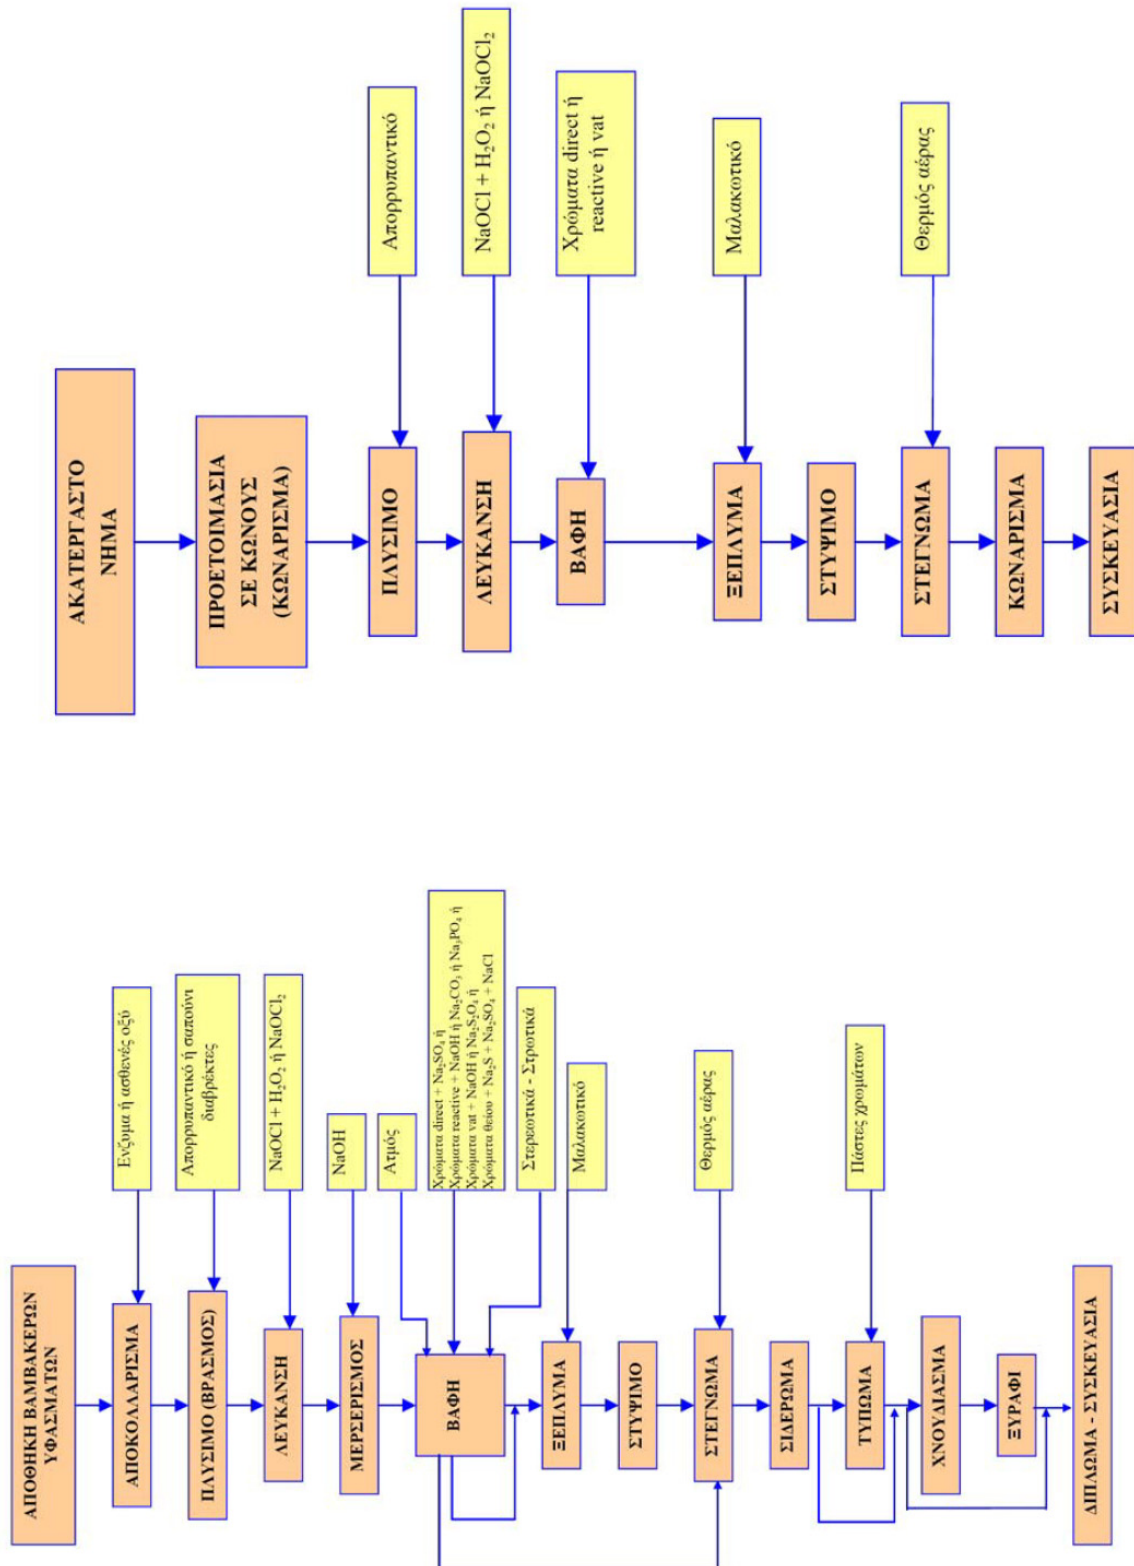 ΑΚΑΤΕΡΓΑΣΤΟ
ΝΗΜΑ
ΠΡΟΕΤΟΙΜΑΣΙΑ
ΣΕ ΚΩΝΟΥΣ
(ΚΩΝΑΡΙΣΜΑ)
ΠΛΥΣΙΜΟ
Απορρυπαντικό
ΛΕΥΚΑΝΣΗ
NaOCl + H₂O₂ ή NaOCl₂
ΒΑΦΗ
Χρώματα direct ή
reactive ή vat
ΞΕΠΛΥΜΑ
Μαλακοτικό
ΣΤΥΨΙΜΟ
ΣΤΕΓΝΩΜΑ
Θερμός αέρας
ΚΩΝΑΡΙΣΜΑ
ΣΥΣΚΕΥΑΣΙΑ
ΑΠΟΘΗΚΗ ΒΑΜΒΑΚΕΡΩΝ
ΥΦΑΣΜΑΤΩΝ
ΑΠΟΚΟΛΛΑΡΙΣΜΑ
Ενζυμα ή ασθενές οξύ
ΠΛΥΣΙΜΟ (ΒΡΑΣΜΟΣ)
Απορρυπαντικό ή σαπούνι
διαβρέκτες
ΛΕΥΚΑΝΣΗ
NaOCl + H₂O₂ ή NaOCl₂
ΜΕΡΣΕΡΙΣΜΟΣ
NaOH
Ατμός
ΒΑΦΗ
Χρώματα direct + Na₂SO₄ ή
Χρώματα reactive + NaOH ή Na₂CO₃ ή Na₃PO₄ ή
Χρώματα vat + NaOH ή Na₂S₂O₄ ή
Χρώματα θείου + Na₂S + Na₂SO₄ + NaCl
Στερεωτικά - Στρωτικά
ΞΕΠΛΥΜΑ
Μαλακοτικό
ΣΤΥΨΙΜΟ
ΣΤΕΓΝΩΜΑ
Θερμός αέρας
ΣΙΔΕΡΩΜΑ
ΤΥΠΩΜΑ
Πάστες χρωμάτων
ΧΝΟΥΔΙΑΣΜΑ
ΞΥΡΑΦΙ
ΔΙΠΛΩΜΑ - ΣΥΣΚΕΥΑΣΙΑ